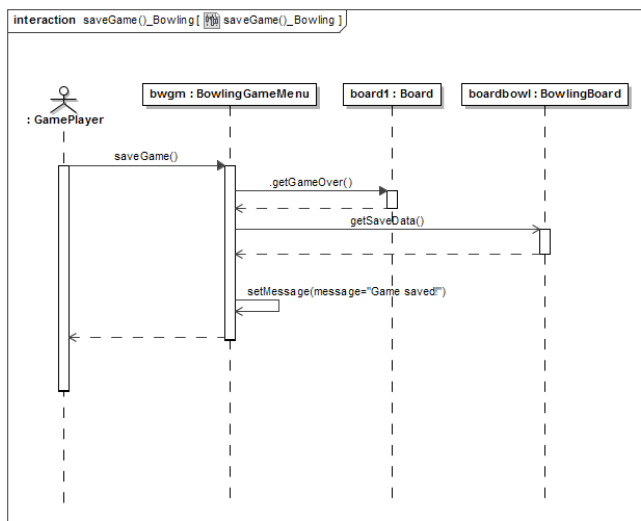 interaction saveGame()_Bowling[ saveGame()_Bowling ]
bwgm : BowlingGameMenu
board1 : Board
boardbowl : BowlingBoard
: GamePlayer
saveGame()
.getGameOver()
getSaveData()
setMessage(message="Game saved!")